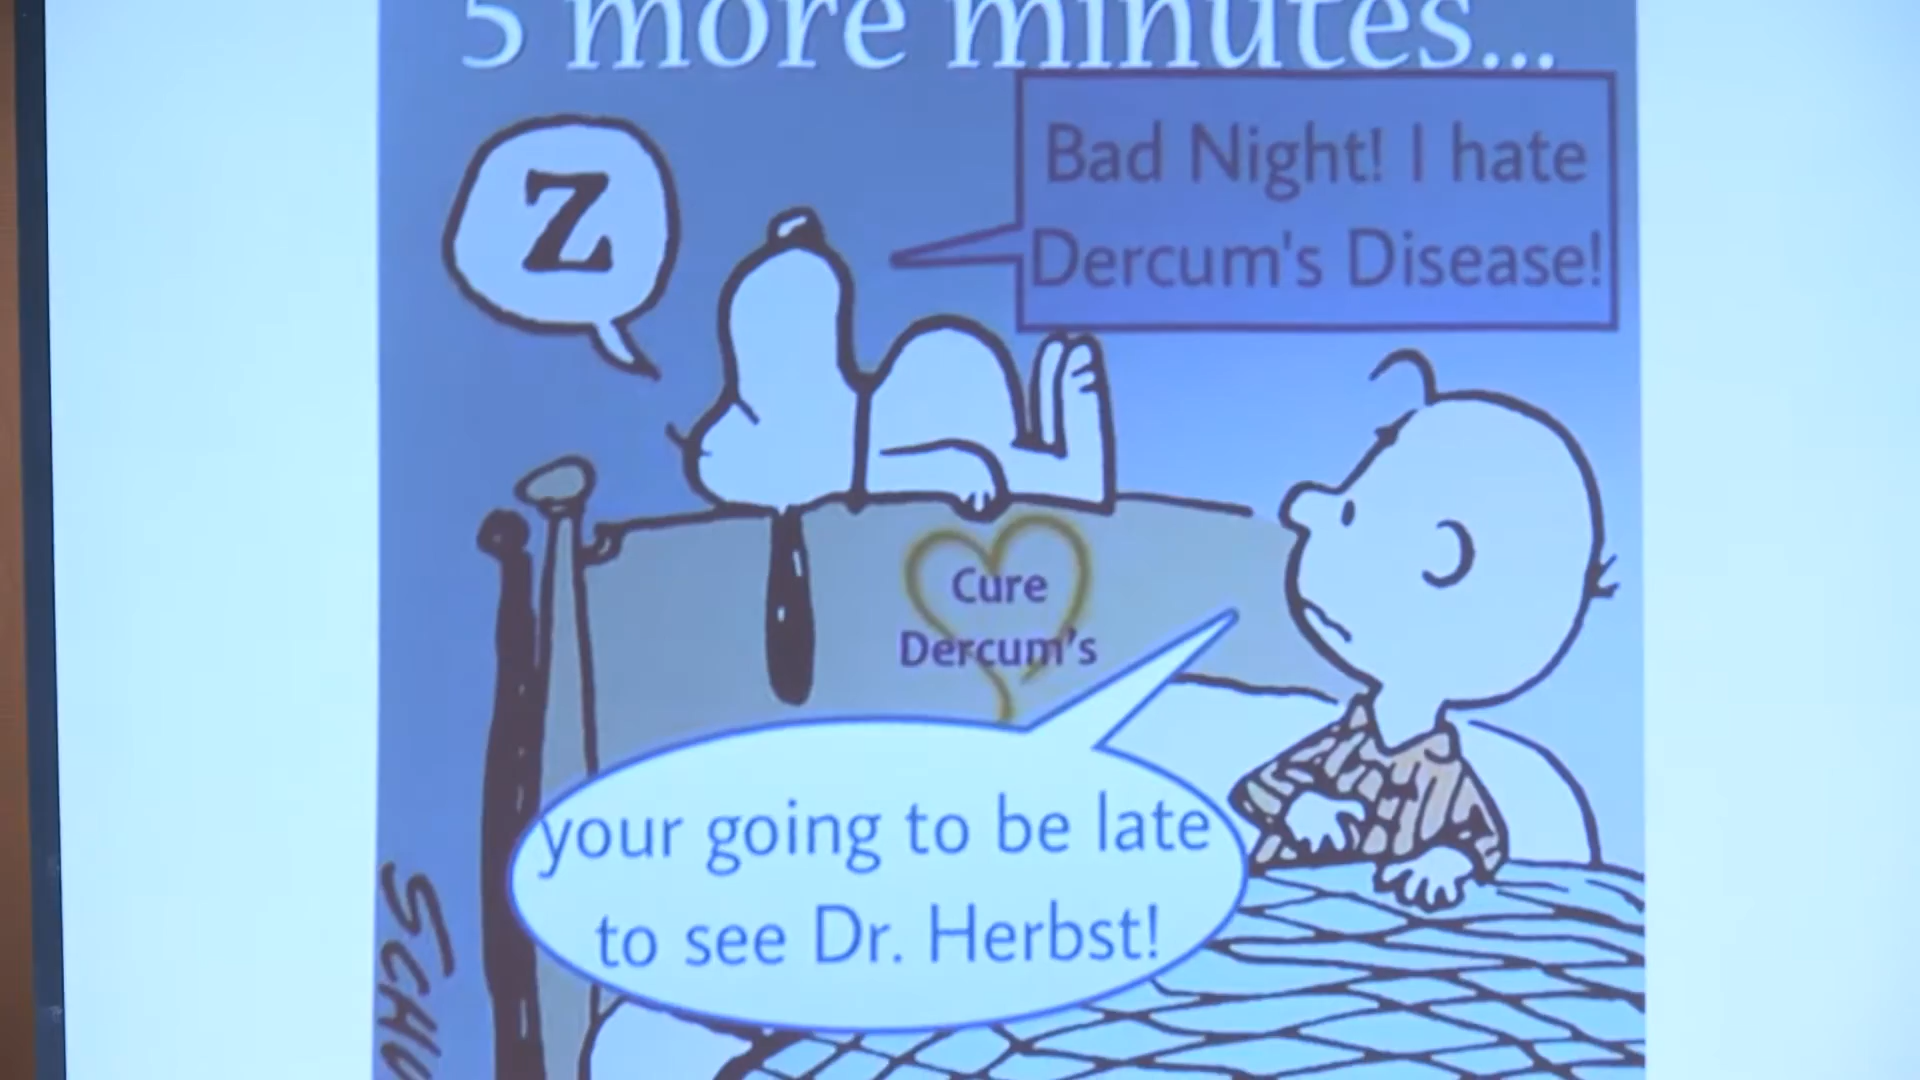 5 more minutes...
Bad Night! I hate
Dercum's Disease!
Z
Cure
Dercum's
your going to be late
to see Dr. Herbst!
SCHU